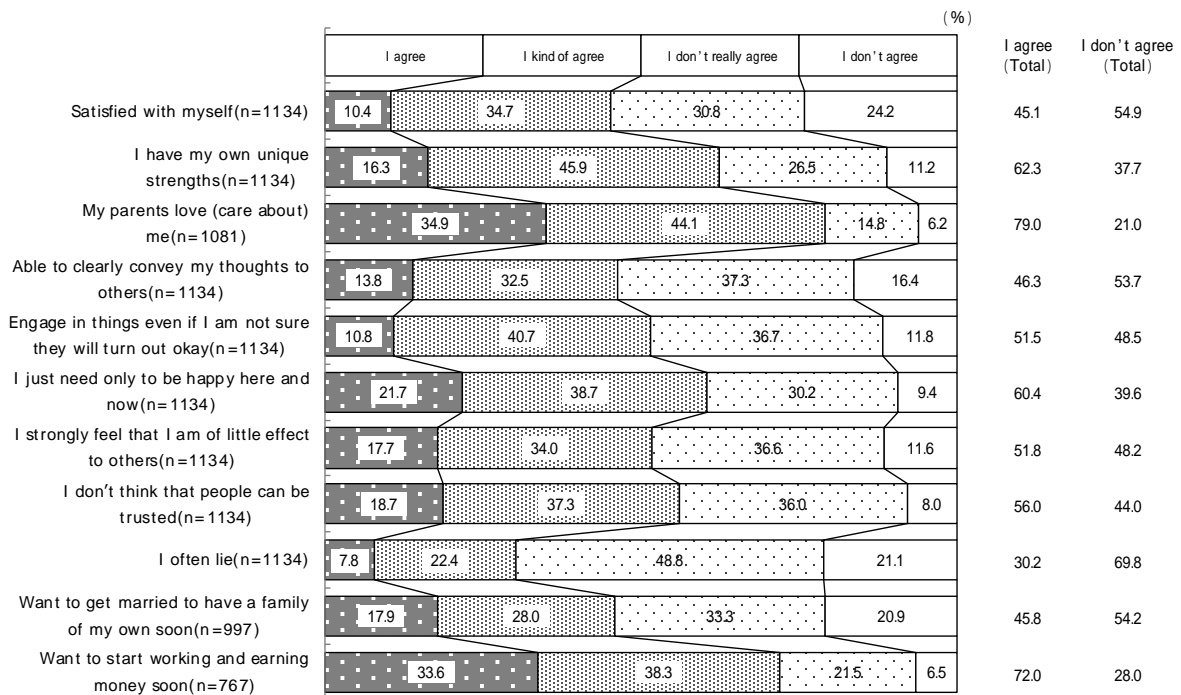 (%)
I agree I kind of agree I don't really agree I don't agree I agree (Total) I don't agree (Total)
Satisfied with myself(n=1134) 10.4 34.7 30.8 24.2 45.1 54.9
I have my own unique
strengths(n=1134) 16.3 45.9 26.5 11.2 62.3 37.7
My parents love (care about)
me(n=1081) 34.9 44.1 14.8 6.2 79.0 21.0
Able to clearly convey my thoughts to
others(n=1134) 13.8 32.5 37.3 16.4 46.3 53.7
Engage in things even if I am not sure
they will turn out okay(n=1134) 10.8 40.7 36.7 11.8 51.5 48.5
I just need only to be happy here and
now(n=1134) 21.7 38.7 30.2 9.4 60.4 39.6
I strongly feel that I am of little effect
to others(n=1134) 17.7 34.0 36.6 11.6 51.8 48.2
I don't think that people can be
trusted(n=1134) 18.7 37.3 36.0 8.0 56.0 44.0
I often lie(n=1134) 7.8 22.4 48.8 21.1 30.2 69.8
Want to get married to have a family
of my own soon(n=997) 17.9 28.0 33.3 20.9 45.8 54.2
Want to start working and earning
money soon(n=767) 33.6 38.3 21.5 6.5 72.0 28.0